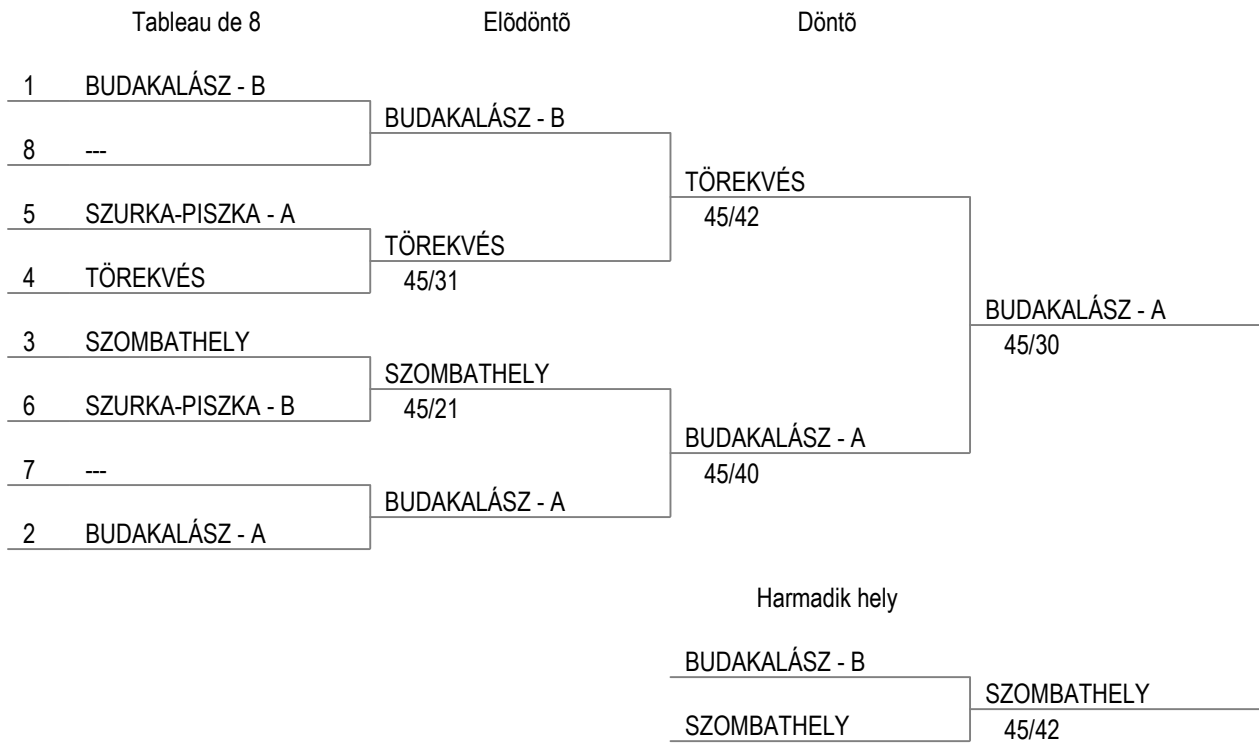 Tableau de 8 Elõdöntõ Döntõ
1 BUDAKALÁSZ - B
BUDAKALÁSZ - B
8 ---
TÖREKVÉS
45/42
5 SZURKA-PISZKA - A
TÖREKVÉS
45/31
4 TÖREKVÉS
BUDAKALÁSZ - A
45/30
3 SZOMBATHELY
SZOMBATHELY
45/21
6 SZURKA-PISZKA - B
BUDAKALÁSZ - A
45/40
7 ---
BUDAKALÁSZ - A
2 BUDAKALÁSZ - A
Harmadik hely
BUDAKALÁSZ - B
SZOMBATHELY
45/42
SZOMBATHELY